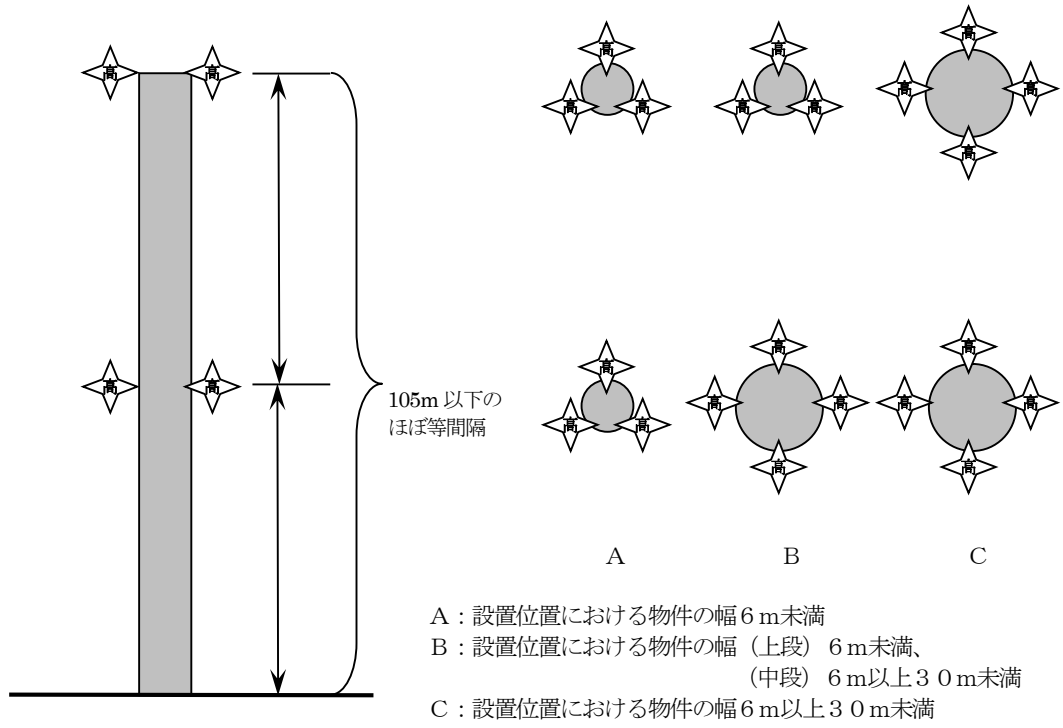 高 高 高 高 高
高 高 高 高 高 高
高
高 高 高 高
高 高 高 高 高 高 高
高 高 高
105m 以下の
ほぼ等間隔
A B C
A:設置位置における物件の幅6m未満
B:設置位置における物件の幅(上段)6m未満、
(中段)6m以上30m未満
C:設置位置における物件の幅6m以上30m未満